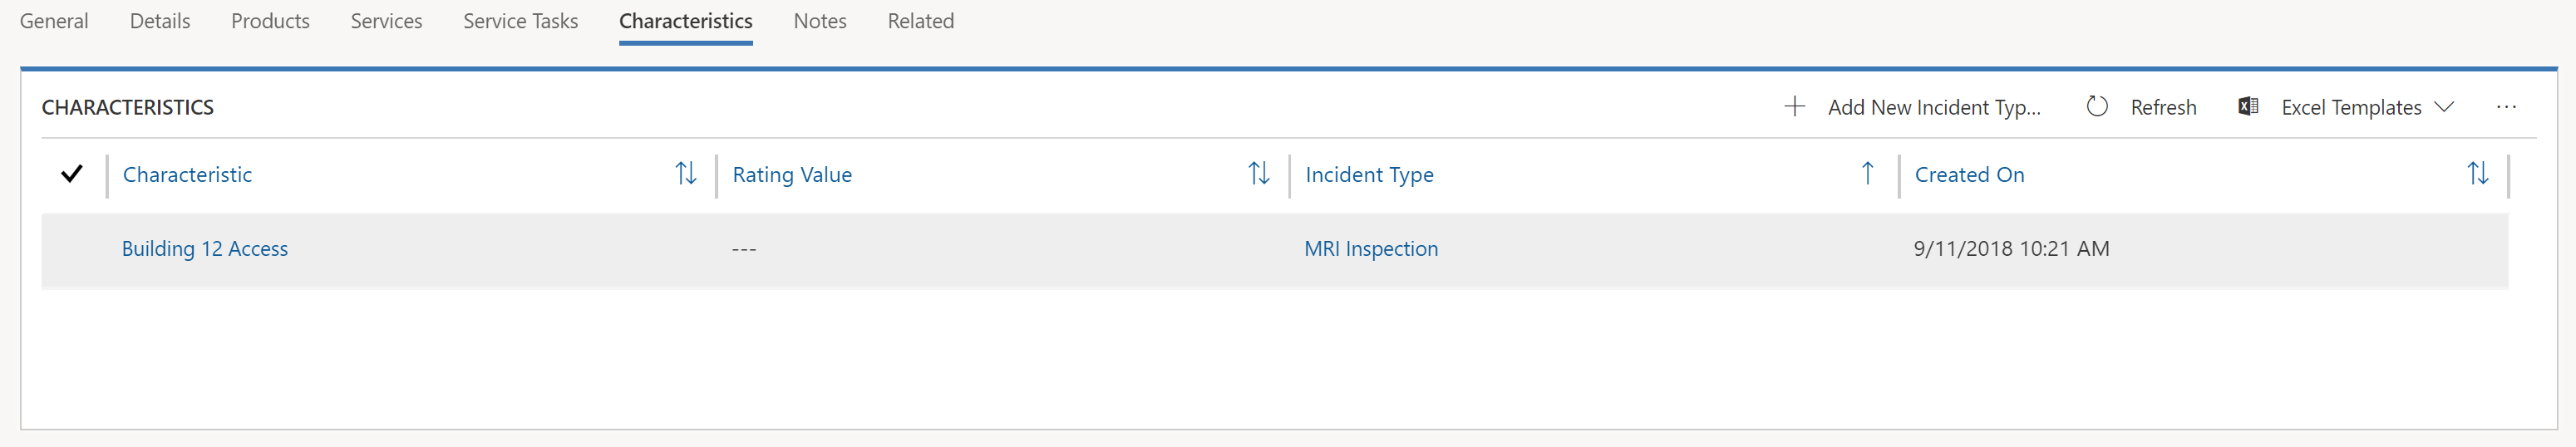 General Details Products Services Service Tasks Characteristics Notes Related
CHARACTERISTICS Add New Incident Typ... Refresh Excel Templates ...
Characteristic Rating Value Incident Type Created On
Building 12 Access --- MRI Inspection 9/11/2018 10:21 AM